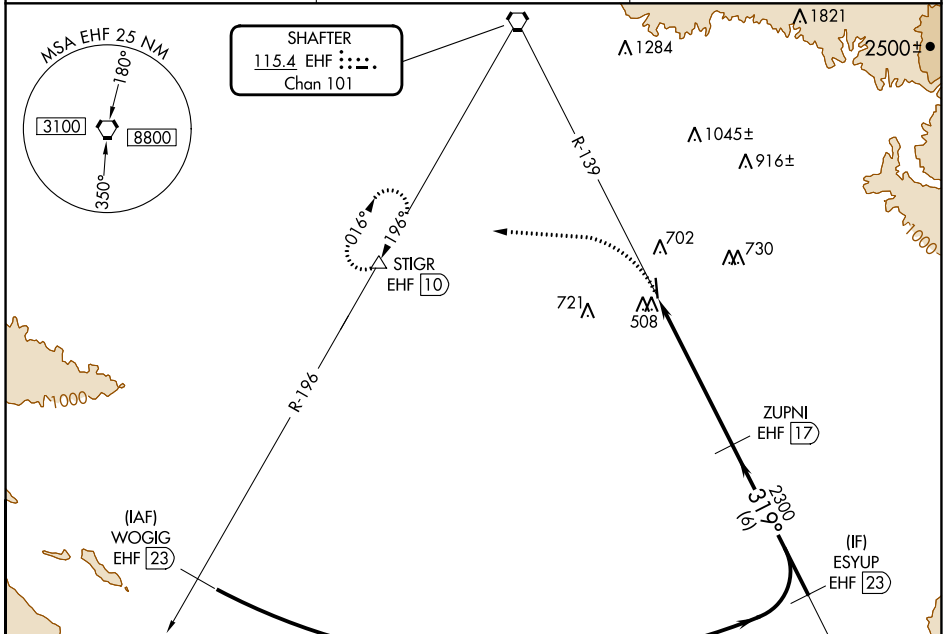 MSA EHF 25 NM
180°
3100
8800
350°
SHAFTER
115.4 EHF
Chan 101
1821
1284
2500±
1045±
916±
R-139
1000
016°
196°
STIGR
EHF 10
702
730
721
508
1000
R-196
ZUPNI
EHF 17
2300
319°
(6)
(IAF)
WOGIG
EHF 23
(IF)
ESYUP
EHF 23